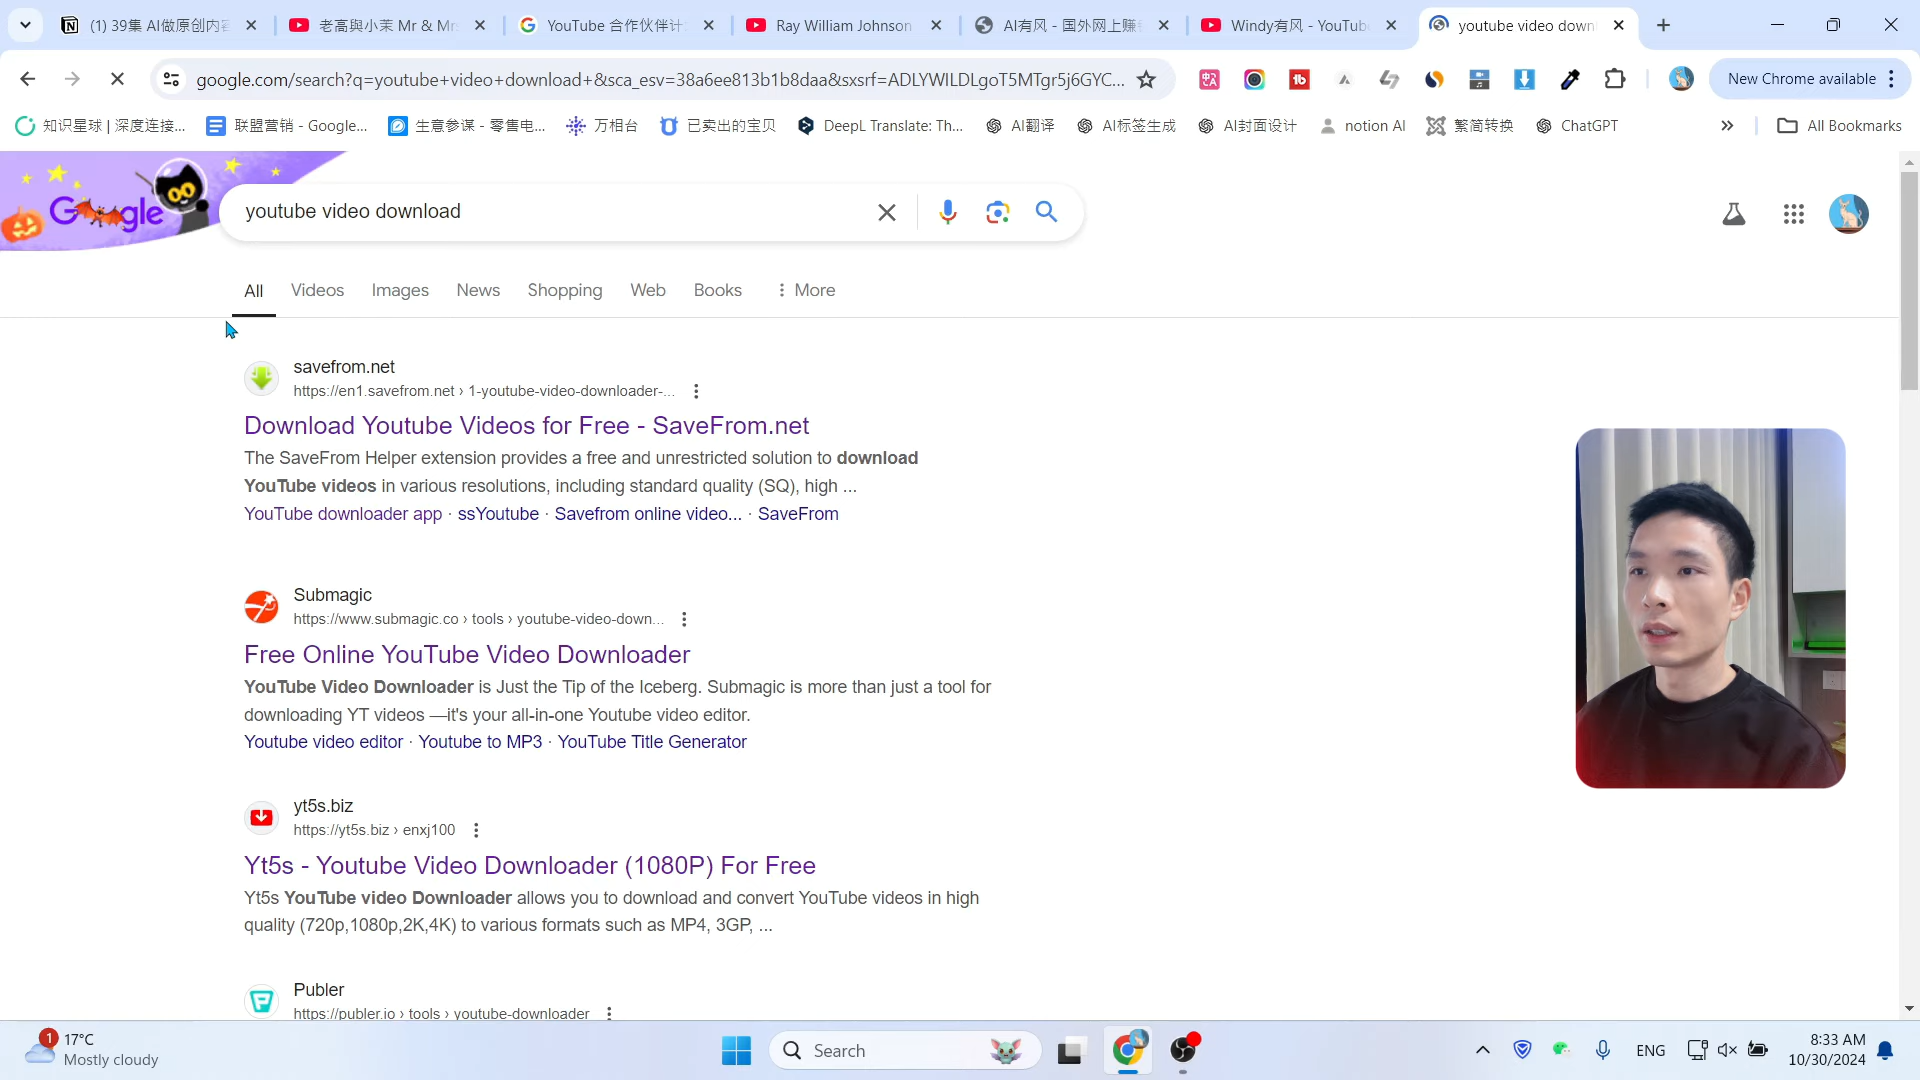 (1) 39集 AI做原创内容
老高與小茉 Mr & Mrs
YouTube 合作伙伴计
Ray William Johnson
AI有风 - 国外网上赚
Windy有风 - YouTube
youtube video down
google.com/search?q=youtube+video+download+&sca_esv=38a6ee813b1b8daa&sxsrf=ADLYWILDLgoT5MTgr5j6GYC...
New Chrome available
知识星球 | 深度连接...
联盟营销 - Google...
生意参谋 - 零售电...
万相台
已卖出的宝贝
DeepL Translate: Th...
AI翻译
AI标签生成
AI封面设计
notion AI
繁简转换
ChatGPT
All Bookmarks
Google
youtube video download
All
Videos
Images
News
Shopping
Web
Books
More
savefrom.net
https://en1.savefrom.net › 1-youtube-video-downloader-...
Download Youtube Videos for Free - SaveFrom.net
The SaveFrom Helper extension provides a free and unrestricted solution to download
YouTube videos in various resolutions, including standard quality (SQ), high ...
YouTube downloader app · ssYoutube · Savefrom online video... · SaveFrom
Submagic
https://www.submagic.co › tools › youtube-video-down...
Free Online YouTube Video Downloader
YouTube Video Downloader is Just the Tip of the Iceberg. Submagic is more than just a tool for
downloading YT videos —it's your all-in-one Youtube video editor.
Youtube video editor · Youtube to MP3 · YouTube Title Generator
yt5s.biz
https://yt5s.biz › enxj100
Yt5s - Youtube Video Downloader (1080P) For Free
Yt5s YouTube video Downloader allows you to download and convert YouTube videos in high
quality (720p,1080p,2K,4K) to various formats such as MP4, 3GP, ...
Publer
https://publer.io › tools › youtube-downloader
1
17°C
Mostly cloudy
Search
ENG
8:33 AM
10/30/2024